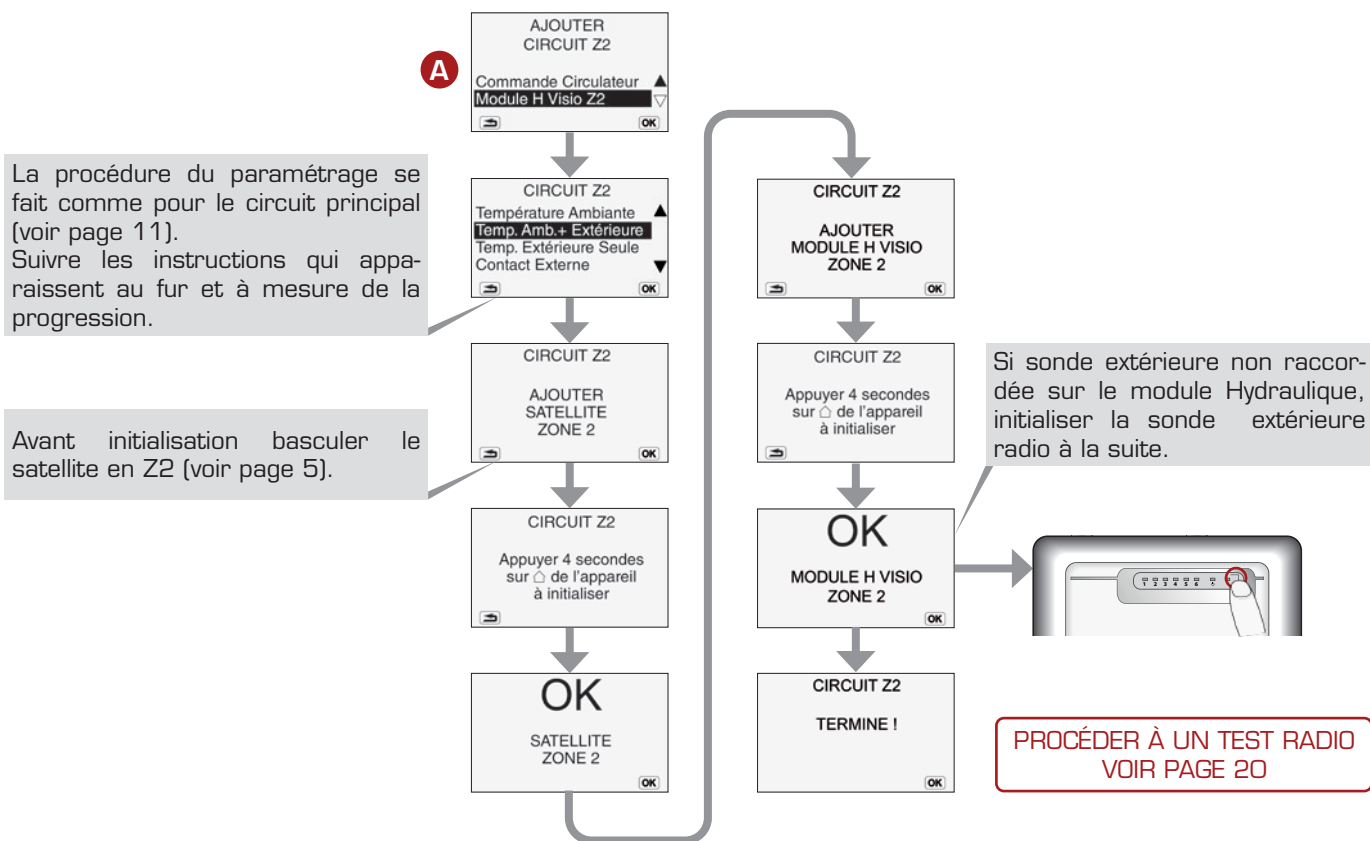 AJOUTER
CIRCUIT Z2
A
Commande Circulateur
Module H Visio Z2
OK
La procédure du paramétrage se
fait comme pour le circuit principal
(voir page 11).
Suivre les instructions qui appa-
raissent au fur et à mesure de la
progression.
CIRCUIT Z2
Température Ambiante
Temp. Amb.+ Extérieure
Temp. Extérieure Seule
Contact Externe
OK
CIRCUIT Z2
AJOUTER
SATELLITE
ZONE 2
OK
Avant initialisation basculer le
satellite en Z2 (voir page 5).
CIRCUIT Z2
Appuyer 4 secondes
sur de l'appareil
à initialiser
OK
SATELLITE
ZONE 2
OK
CIRCUIT Z2
AJOUTER
MODULE H VISIO
ZONE 2
OK
CIRCUIT Z2
Appuyer 4 secondes
sur de l'appareil
à initialiser
Si sonde extérieure non raccor-
dée sur le module Hydraulique,
initialiser la sonde extérieure
radio à la suite.
OK
MODULE H VISIO
ZONE 2
OK
1 2 3 4 5 6
CIRCUIT Z2
TERMINE !
OK
PROCÉDER À UN TEST RADIO
VOIR PAGE 20